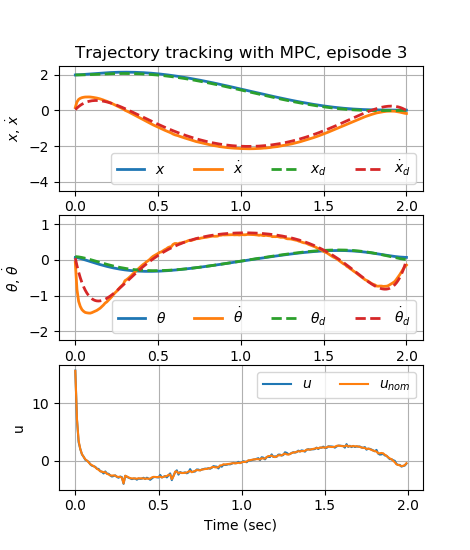 Trajectory tracking with MPC, episode 3
2
0
−2
−4
x, ẋ
x ẋ x_d ẋ_d
0.0 0.5 1.0 1.5 2.0
1
0
−1
−2
θ, θ̇
θ θ̇ θ_d θ̇_d
0.0 0.5 1.0 1.5 2.0
10
0
u
u u_nom
0.0 0.5 1.0 1.5 2.0
Time (sec)